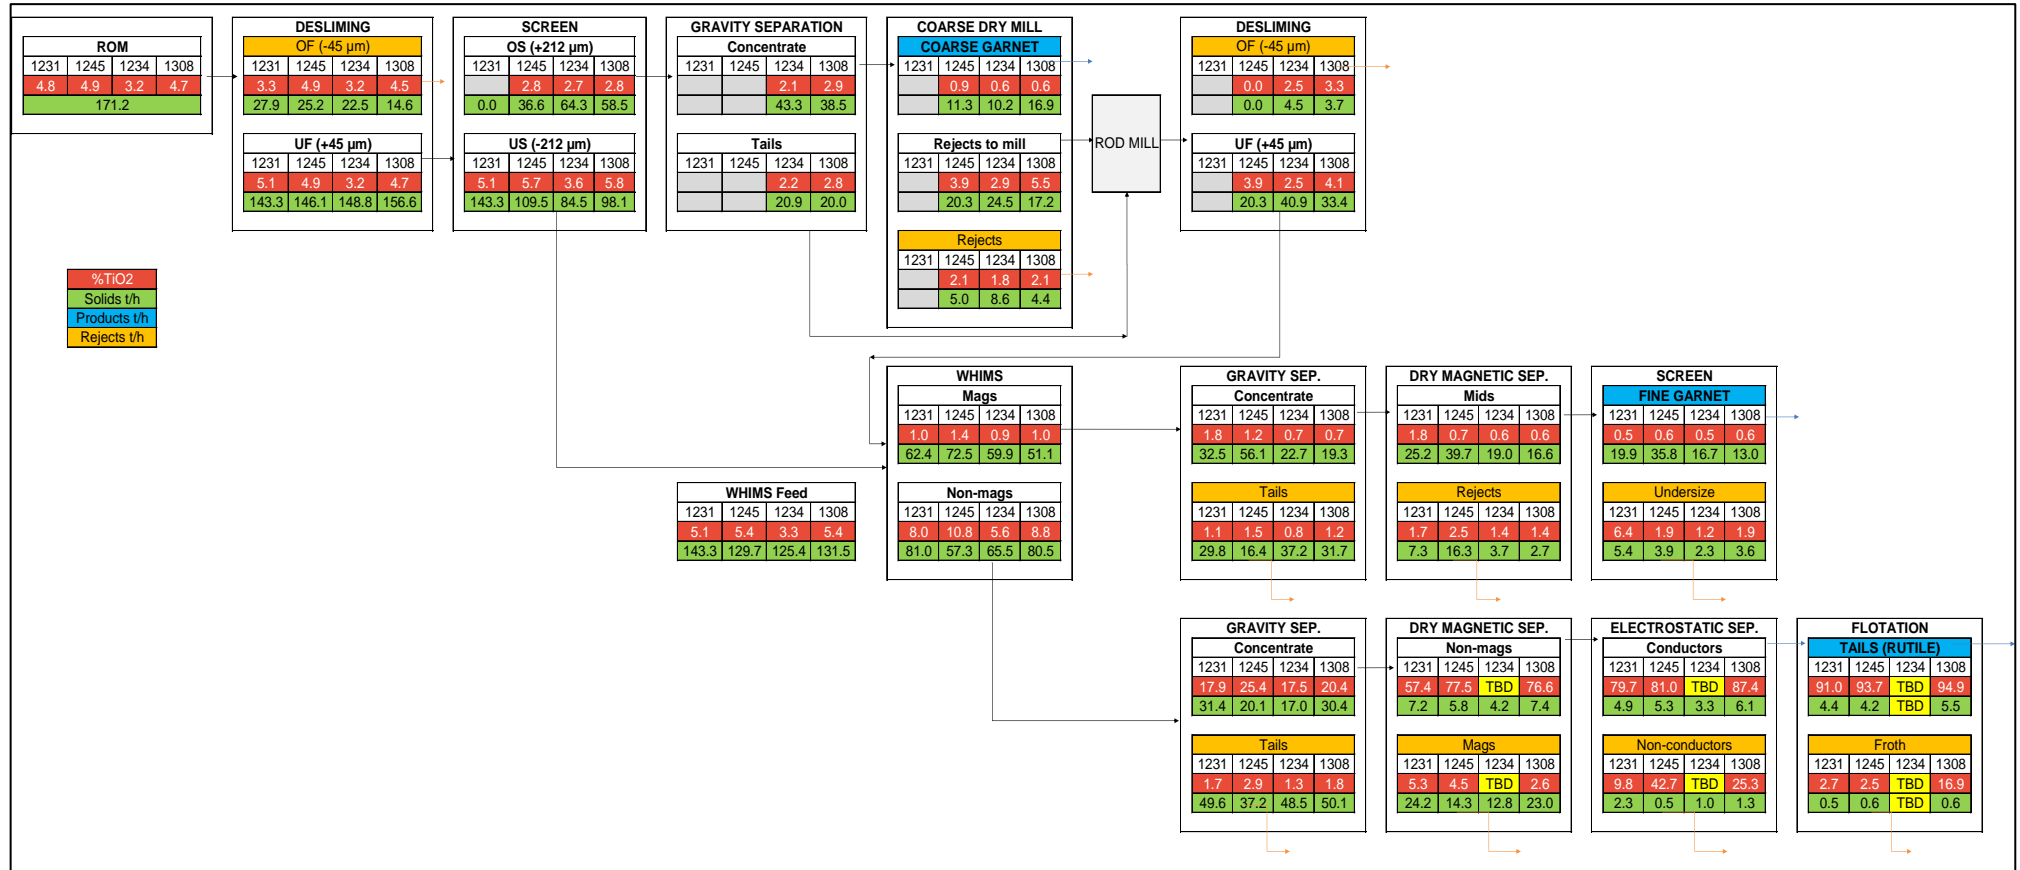 ROM
1231 1245 1234 1308
4.8 4.9 3.2 4.7
171.2
DESLIMING
OF (-45 µm)
1231 1245 1234 1308
3.3 4.9 3.2 4.5
27.9 25.2 22.5 14.6
UF (+45 µm)
1231 1245 1234 1308
5.1 4.9 3.2 4.7
143.3 146.1 148.8 156.6
SCREEN
OS (+212 µm)
1231 1245 1234 1308
2.8 2.7 2.8
0.0 36.6 64.3 58.5
US (-212 µm)
1231 1245 1234 1308
5.1 5.7 3.6 5.8
143.3 109.5 84.5 98.1
GRAVITY SEPARATION
Concentrate
1231 1245 1234 1308
2.1 2.9
43.3 38.5
Tails
1231 1245 1234 1308
2.2 2.8
20.9 20.0
COARSE DRY MILL
COARSE GARNET
1231 1245 1234 1308
0.9 0.6 0.6
11.3 10.2 16.9
Rejects to mill
1231 1245 1234 1308
3.9 2.9 5.5
20.3 24.5 17.2
Rejects
1231 1245 1234 1308
2.1 1.8 2.1
5.0 8.6 4.4
ROD MILL
DESLIMING
OF (-45 µm)
1231 1245 1234 1308
0.0 2.5 3.3
0.0 4.5 3.7
UF (+45 µm)
1231 1245 1234 1308
3.9 2.5 4.1
20.3 40.9 33.4
%TiO2
Solids t/h
Products t/h
Rejects t/h
WHIMS Feed
1231 1245 1234 1308
5.1 5.4 3.3 5.4
143.3 129.7 125.4 131.5
WHIMS
Mags
1231 1245 1234 1308
1.0 1.4 0.9 1.0
62.4 72.5 59.9 51.1
Non-mags
1231 1245 1234 1308
8.0 10.8 5.6 8.8
81.0 57.3 65.5 80.5
GRAVITY SEP.
Concentrate
1231 1245 1234 1308
1.8 1.2 0.7 0.7
32.5 56.1 22.7 19.3
Tails
1231 1245 1234 1308
1.1 1.5 0.8 1.2
29.8 16.4 37.2 31.7
DRY MAGNETIC SEP.
Mids
1231 1245 1234 1308
1.8 0.7 0.6 0.6
25.2 39.7 19.0 16.6
Rejects
1231 1245 1234 1308
1.7 2.5 1.4 1.4
7.3 16.3 3.7 2.7
SCREEN
FINE GARNET
1231 1245 1234 1308
0.5 0.6 0.5 0.6
19.9 35.8 16.7 13.0
Undersize
1231 1245 1234 1308
6.4 1.9 1.2 1.9
5.4 3.9 2.3 3.6
GRAVITY SEP.
Concentrate
1231 1245 1234 1308
17.9 25.4 17.5 20.4
31.4 20.1 17.0 30.4
Tails
1231 1245 1234 1308
1.7 2.9 1.3 1.8
49.6 37.2 48.5 50.1
DRY MAGNETIC SEP.
Non-mags
1231 1245 1234 1308
57.4 77.5 TBD 76.6
7.2 5.8 4.2 7.4
Mags
1231 1245 1234 1308
5.3 4.5 TBD 2.6
24.2 14.3 12.8 23.0
ELECTROSTATIC SEP.
Conductors
1231 1245 1234 1308
79.7 81.0 TBD 87.4
4.9 5.3 3.3 6.1
Non-conductors
1231 1245 1234 1308
9.8 42.7 TBD 25.3
2.3 0.5 1.0 1.3
FLOTATION
TAILS (RUTILE)
1231 1245 1234 1308
91.0 93.7 TBD 94.9
4.4 4.2 TBD 5.5
Froth
1231 1245 1234 1308
2.7 2.5 TBD 16.9
0.5 0.6 TBD 0.6